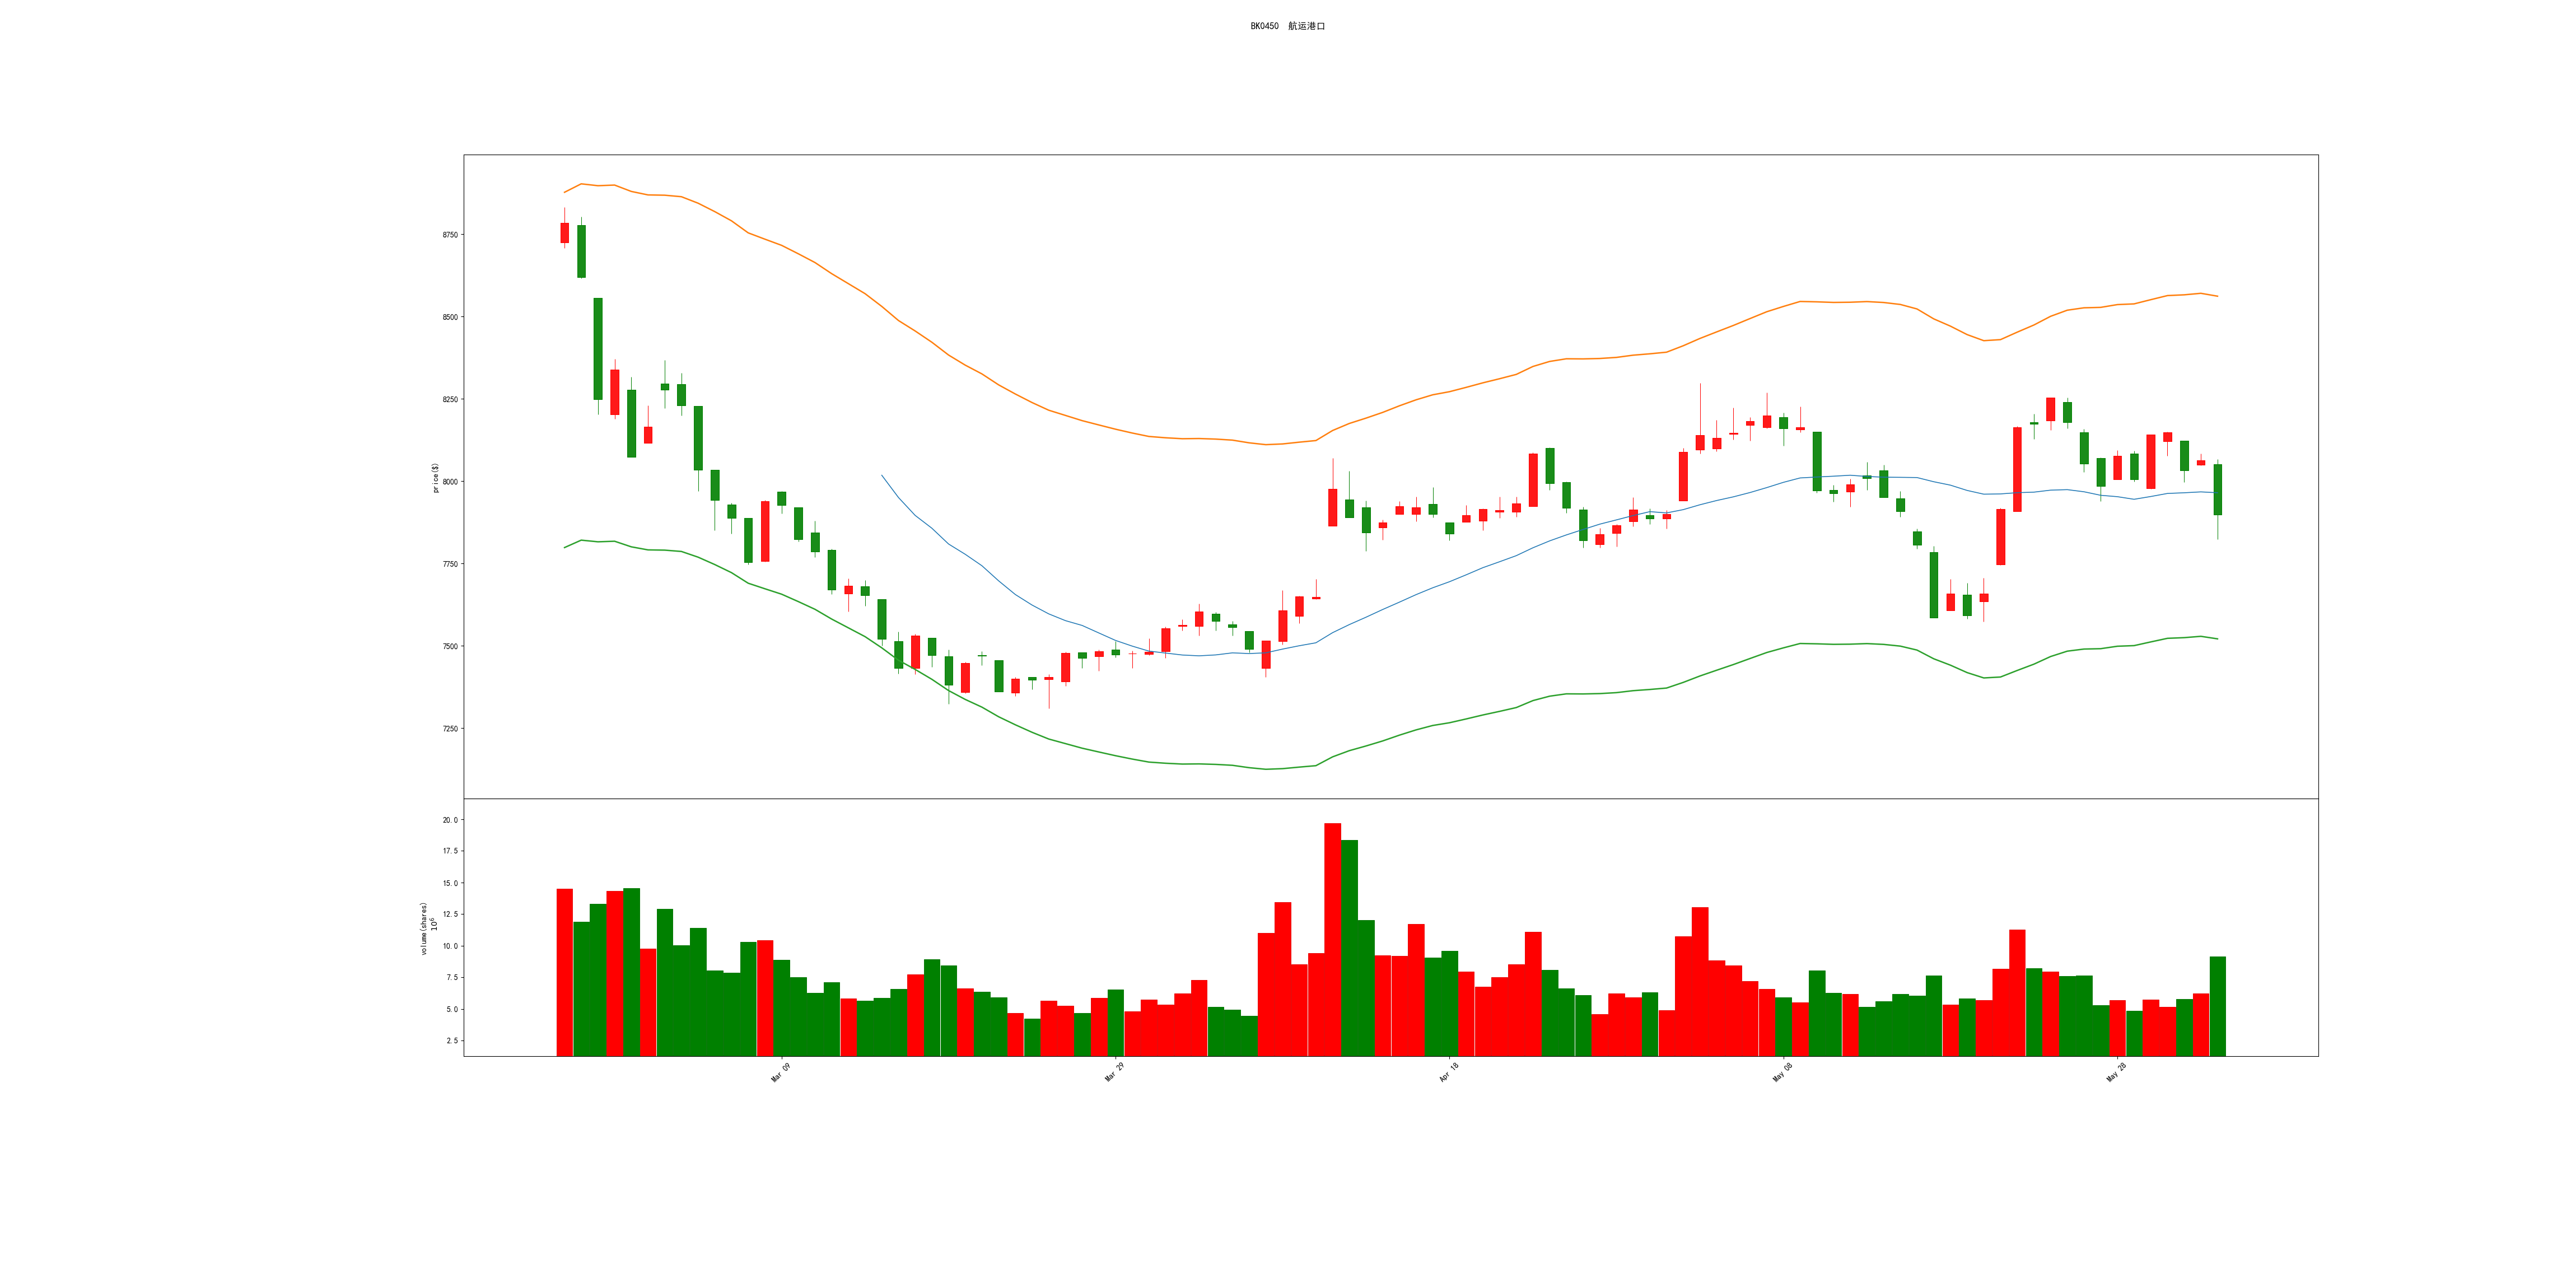 BK0450 航运港口
8750
8500
8250
8000
7750
7500
7250
price($)
20.0
17.5
15.0
12.5
10.0
7.5
5.0
2.5
volume(shares)
10⁶
Mar 09
Mar 29
Apr 18
May 08
May 28